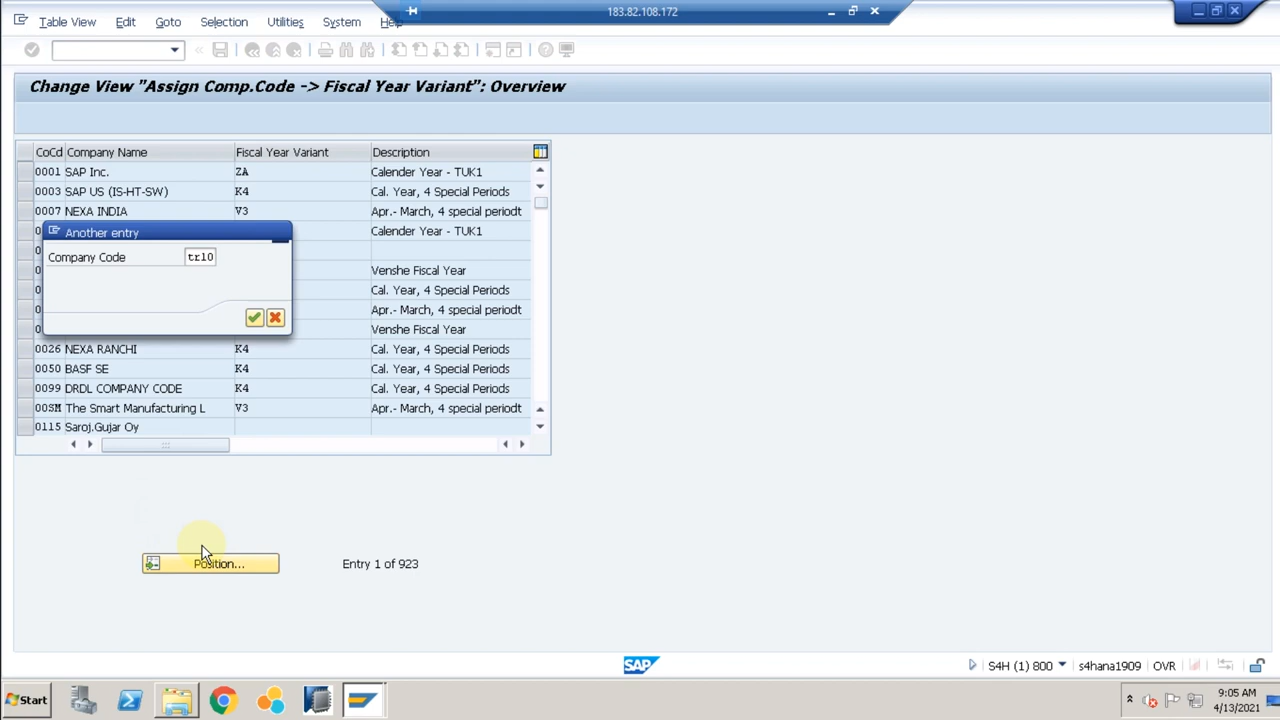 183.82.108.172
Table View Edit Goto Selection Utilities System Help
Change View "Assign Comp.Code -> Fiscal Year Variant": Overview
CoCd Company Name Fiscal Year Variant Description
0001 SAP Inc. ZA Calender Year - TUK1
0003 SAP US (IS-HT-SW) K4 Cal. Year, 4 Special Periods
0007 NEXA INDIA V3 Apr.- March, 4 special periodt
0 Calender Year - TUK1
Another entry
0
Company Code tr10
0 Venshe Fiscal Year
0 Cal. Year, 4 Special Periods
0 Apr.- March, 4 special periodt
0 Venshe Fiscal Year
0026 NEXA RANCHI K4 Cal. Year, 4 Special Periods
0050 BASF SE K4 Cal. Year, 4 Special Periods
0099 DRDL COMPANY CODE K4 Cal. Year, 4 Special Periods
00SM The Smart Manufacturing L V3 Apr.- March, 4 special periodt
0115 Saroj.Gujar Oy
Position... Entry 1 of 923
SAP S4H (1) 800 s4hana1909 OVR
Start 9:05 AM
4/13/2021